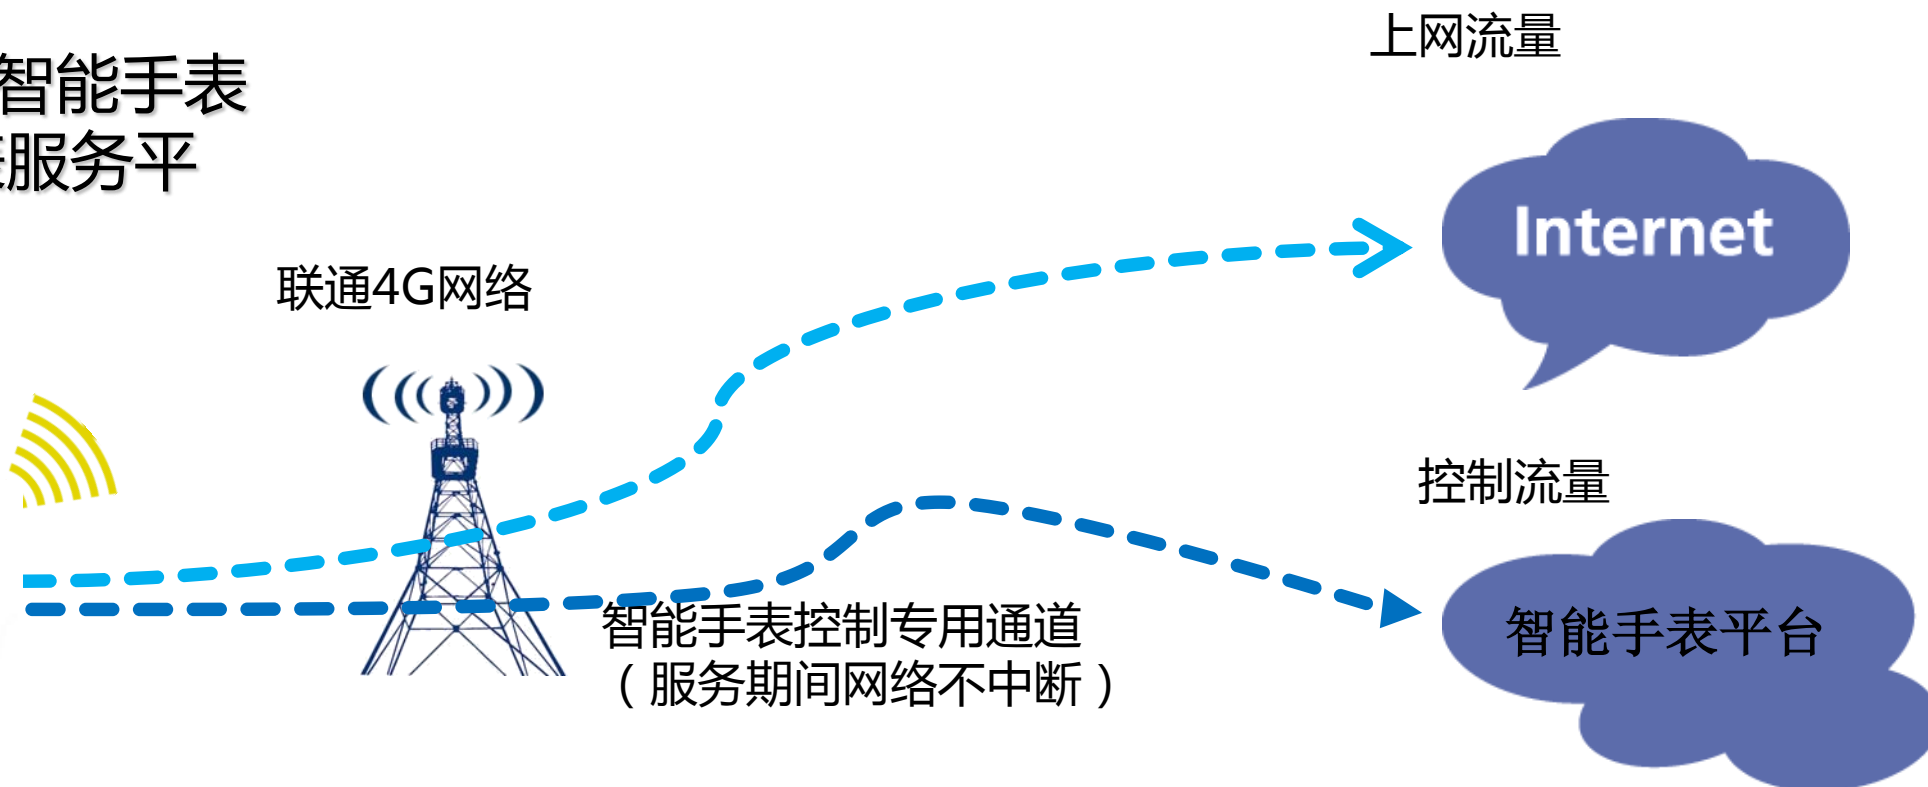 上网流量
智能手表
服务平
Internet
联通4G网络
控制流量
智能手表控制专用通道
（服务期间网络不中断）
智能手表平台